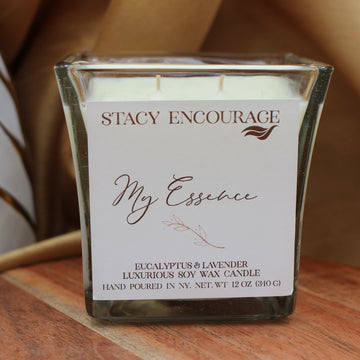 STACY ENCOURAGE
My Essence
EUCALYPTUS & LAVENDER
LUXURIOUS SOY WAX CANDLE
HAND POURED IN NY. NET. WT 12 OZ (340 G)